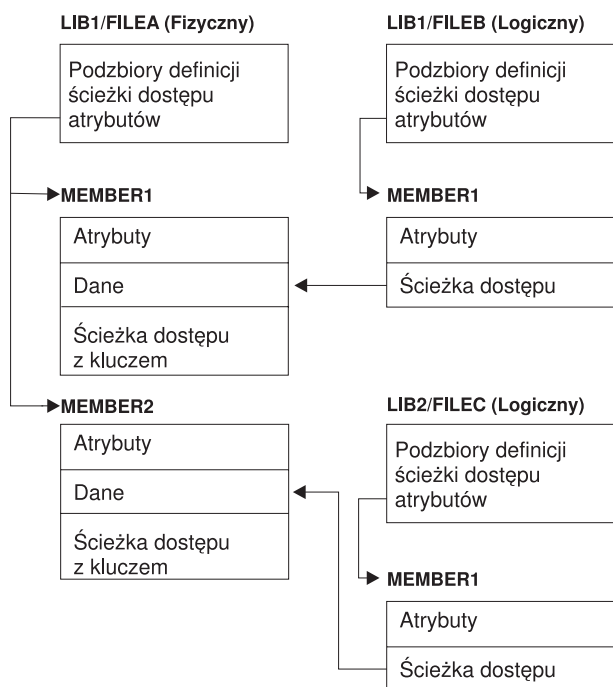 LIB1/FILEA (Fizyczny)
Podzbiory definicji
ścieżki dostępu
atrybutów
MEMBER1
Atrybuty
Dane
Ścieżka dostępu
z kluczem
MEMBER2
Atrybuty
Dane
Ścieżka dostępu
z kluczem
LIB1/FILEB (Logiczny)
Podzbiory definicji
ścieżki dostępu
atrybutów
MEMBER1
Atrybuty
Ścieżka dostępu
LIB2/FILEC (Logiczny)
Podzbiory definicji
ścieżki dostępu
atrybutów
MEMBER1
Atrybuty
Ścieżka dostępu